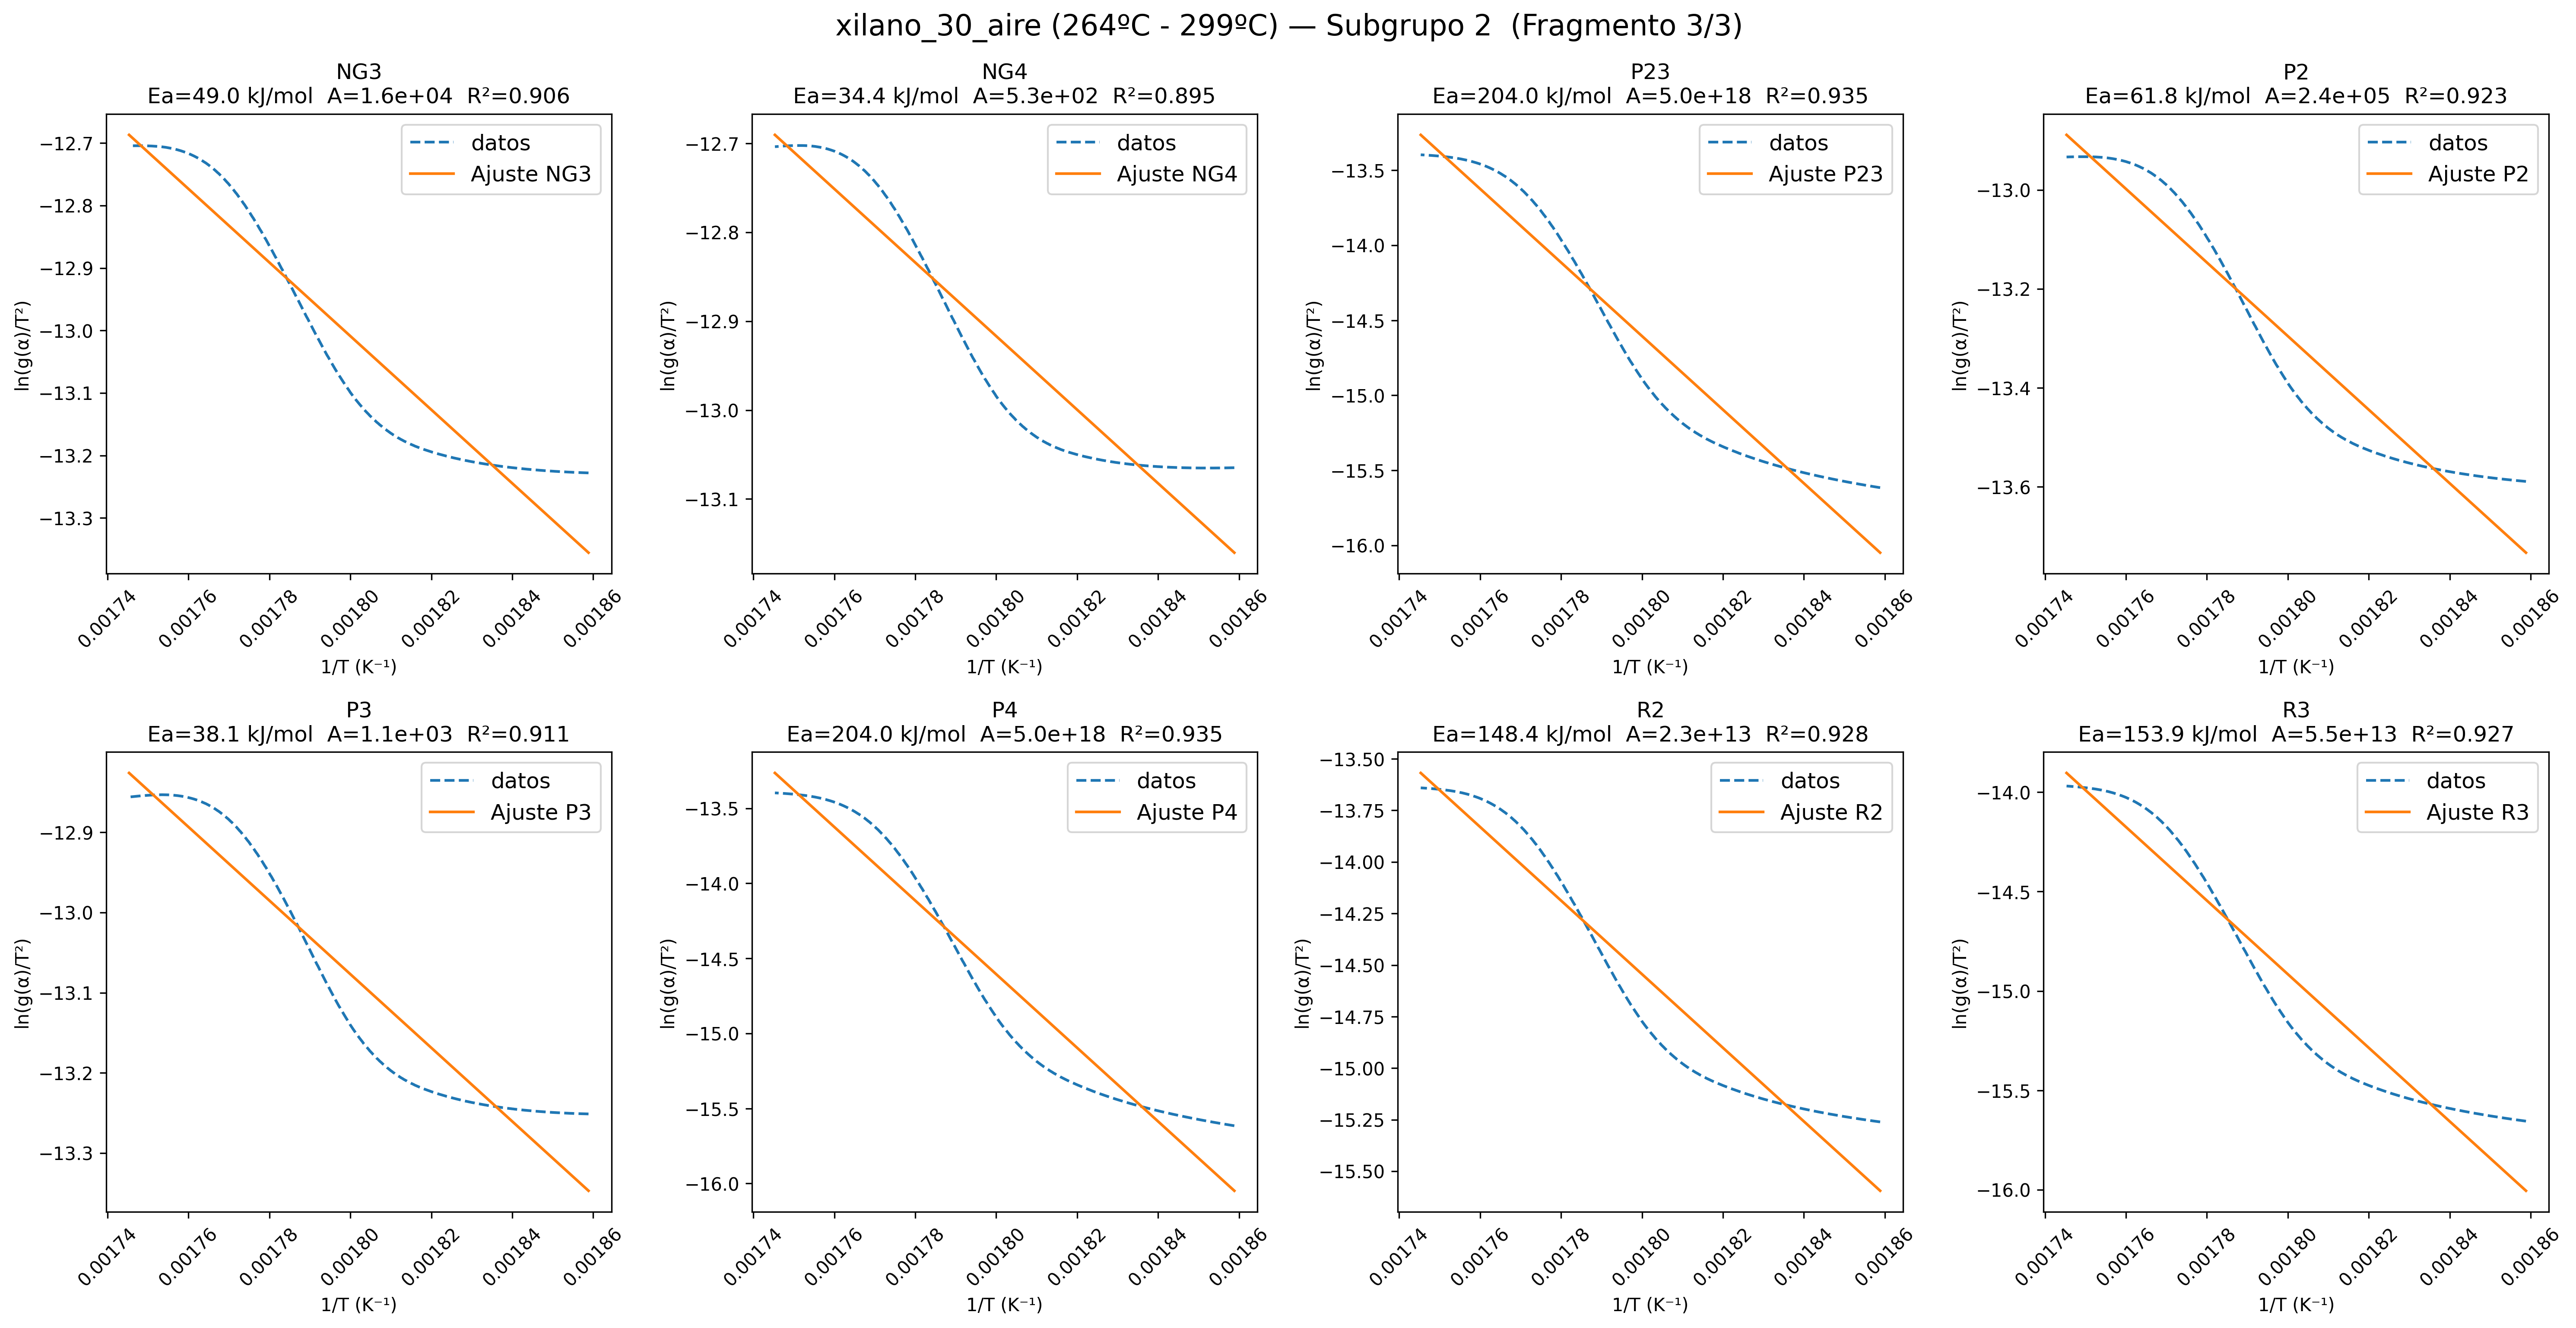 xilano_30_aire (264ºC - 299ºC) — Subgrupo 2  (Fragmento 3/3)
NG3
Ea=49.0 kJ/mol  A=1.6e+04  R²=0.906
−12.7
−12.8
−12.9
−13.0
−13.1
−13.2
−13.3
ln(g(α)/T²)
datos
Ajuste NG3
0.00174
0.00176
0.00178
0.00180
0.00182
0.00184
0.00186
1/T (K⁻¹)
NG4
Ea=34.4 kJ/mol  A=5.3e+02  R²=0.895
−12.7
−12.8
−12.9
−13.0
−13.1
ln(g(α)/T²)
datos
Ajuste NG4
0.00174
0.00176
0.00178
0.00180
0.00182
0.00184
0.00186
1/T (K⁻¹)
P23
Ea=204.0 kJ/mol  A=5.0e+18  R²=0.935
−13.5
−14.0
−14.5
−15.0
−15.5
−16.0
ln(g(α)/T²)
datos
Ajuste P23
0.00174
0.00176
0.00178
0.00180
0.00182
0.00184
0.00186
1/T (K⁻¹)
P2
Ea=61.8 kJ/mol  A=2.4e+05  R²=0.923
−13.0
−13.2
−13.4
−13.6
ln(g(α)/T²)
datos
Ajuste P2
0.00174
0.00176
0.00178
0.00180
0.00182
0.00184
0.00186
1/T (K⁻¹)
P3
Ea=38.1 kJ/mol  A=1.1e+03  R²=0.911
−12.9
−13.0
−13.1
−13.2
−13.3
ln(g(α)/T²)
datos
Ajuste P3
0.00174
0.00176
0.00178
0.00180
0.00182
0.00184
0.00186
1/T (K⁻¹)
P4
Ea=204.0 kJ/mol  A=5.0e+18  R²=0.935
−13.5
−14.0
−14.5
−15.0
−15.5
−16.0
ln(g(α)/T²)
datos
Ajuste P4
0.00174
0.00176
0.00178
0.00180
0.00182
0.00184
0.00186
1/T (K⁻¹)
R2
Ea=148.4 kJ/mol  A=2.3e+13  R²=0.928
−13.50
−13.75
−14.00
−14.25
−14.50
−14.75
−15.00
−15.25
−15.50
ln(g(α)/T²)
datos
Ajuste R2
0.00174
0.00176
0.00178
0.00180
0.00182
0.00184
0.00186
1/T (K⁻¹)
R3
Ea=153.9 kJ/mol  A=5.5e+13  R²=0.927
−14.0
−14.5
−15.0
−15.5
−16.0
ln(g(α)/T²)
datos
Ajuste R3
0.00174
0.00176
0.00178
0.00180
0.00182
0.00184
0.00186
1/T (K⁻¹)